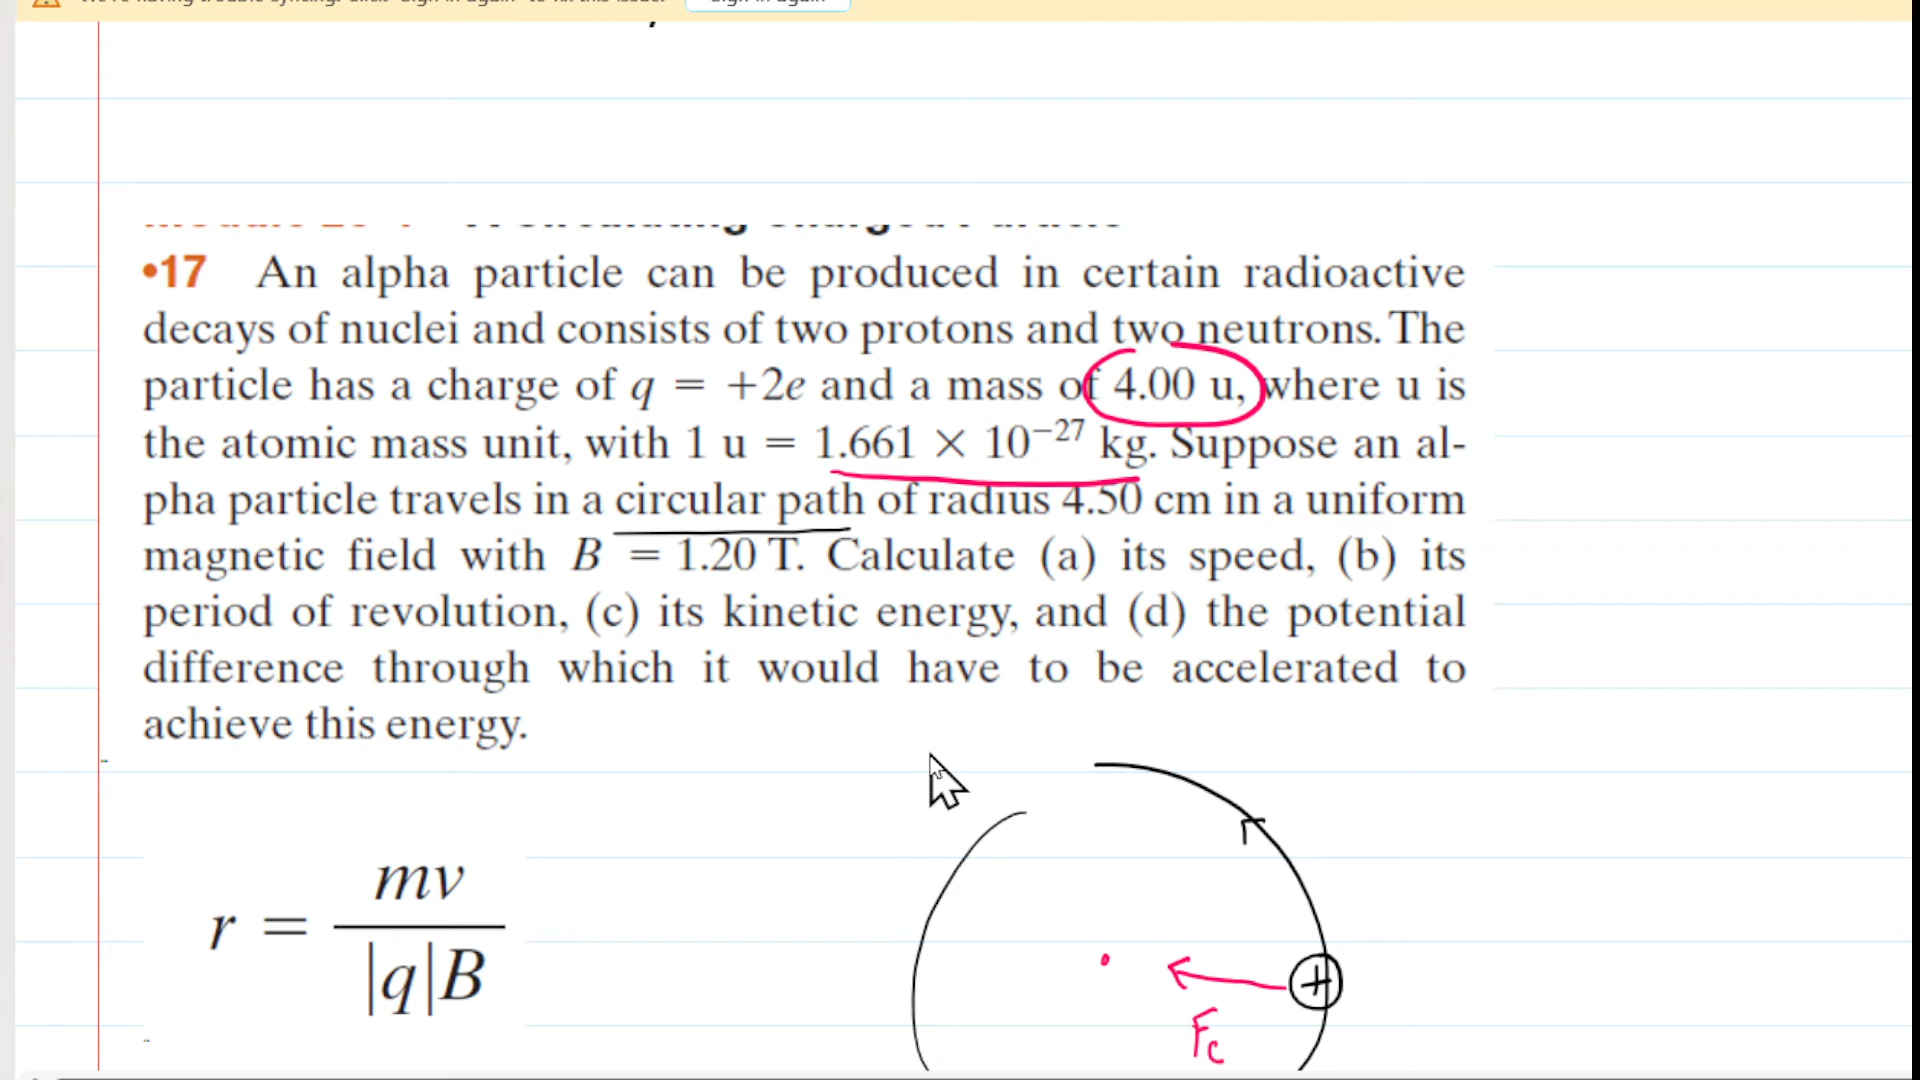 •17 An alpha particle can be produced in certain radioactive
decays of nuclei and consists of two protons and two neutrons. The
particle has a charge of q = +2e and a mass of 4.00 u, where u is
the atomic mass unit, with 1 u = 1.661 × 10⁻²⁷ kg. Suppose an al-
pha particle travels in a circular path of radius 4.50 cm in a uniform
magnetic field with B = 1.20 T. Calculate (a) its speed, (b) its
period of revolution, (c) its kinetic energy, and (d) the potential
difference through which it would have to be accelerated to
achieve this energy.
r = mv / |q|B
+
Fc